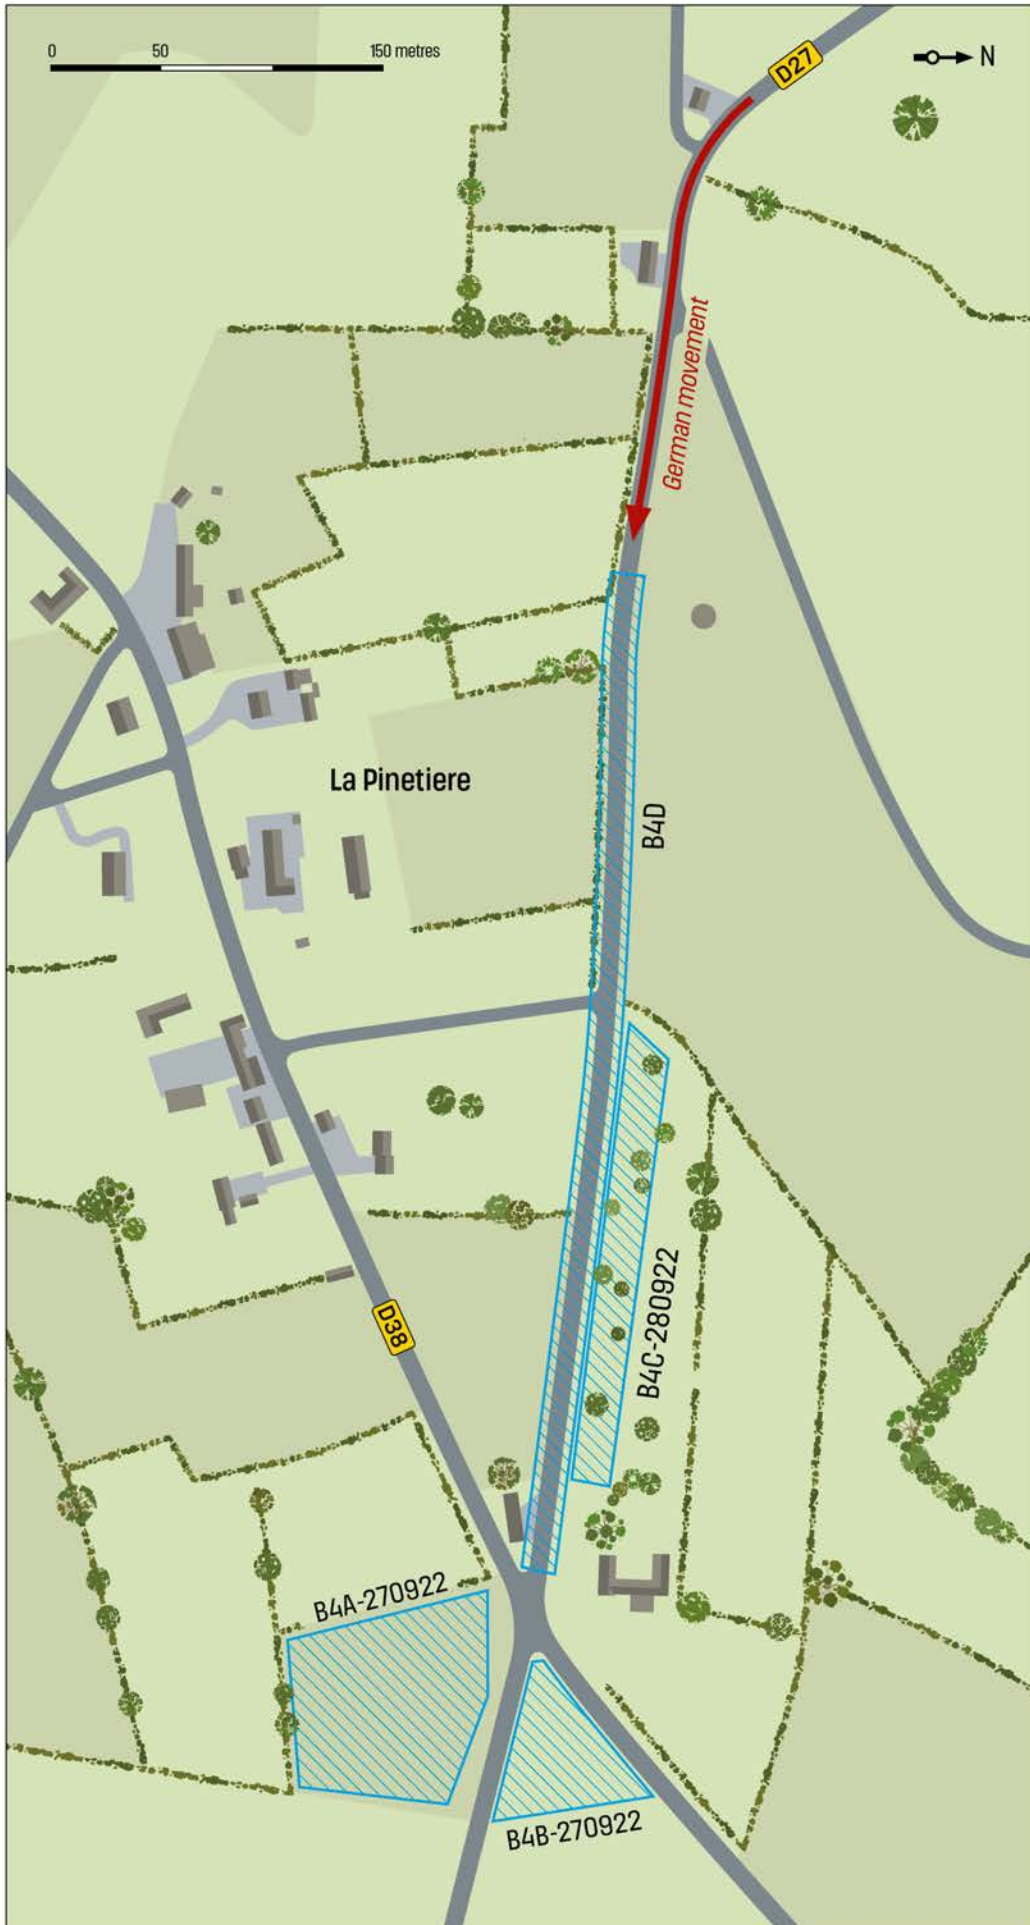 0 50 150 metres
N
D27
German movement
La Pinetiere
B4D
B4C-280922
D38
B4A-270922
B4B-270922